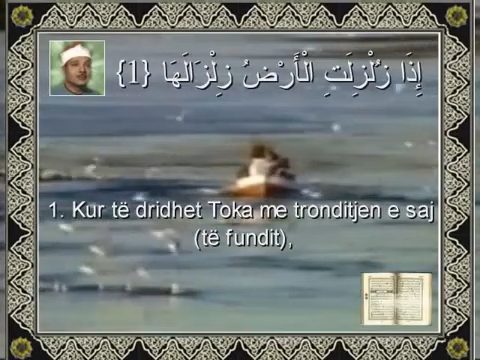 إِذَا زُلْزِلَتِ الْأَرْضُ زِلْزَالَهَا {1}
1. Kur të dridhet Toka me tronditjen e saj
(të fundit),